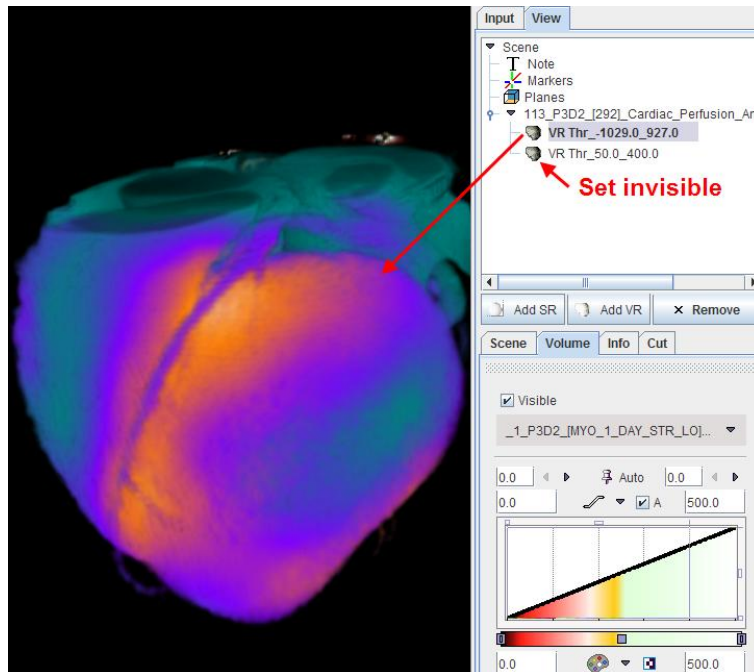 Input View
Scene
Note
Markers
Planes
113_P3D2_[292]_Cardiac_Perfusion_Ar
VR Thr_-1029.0_927.0
VR Thr_50.0_400.0
Set invisible
Add SR Add VR × Remove
Scene Volume Info Cut
Visible
_1_P3D2_[MYO_1_DAY_STR_LO]...
0.0 Auto 0.0
0.0 A 500.0
0.0 500.0